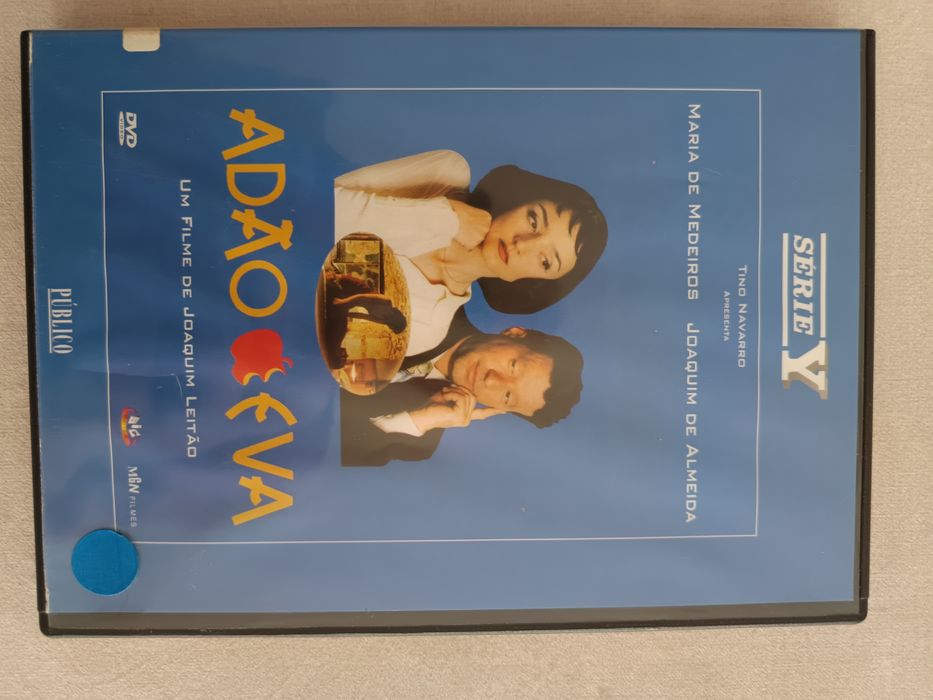 SÉRIE Y
TINO NAVARRO
APRESENTA
MARIA DE MEDEIROS JOAQUIM DE ALMEIDA
ADÃO EVA
UM FILME DE JOAQUIM LEITÃO
DVD
VIDEO
MGN FILMES
PÚBLICO